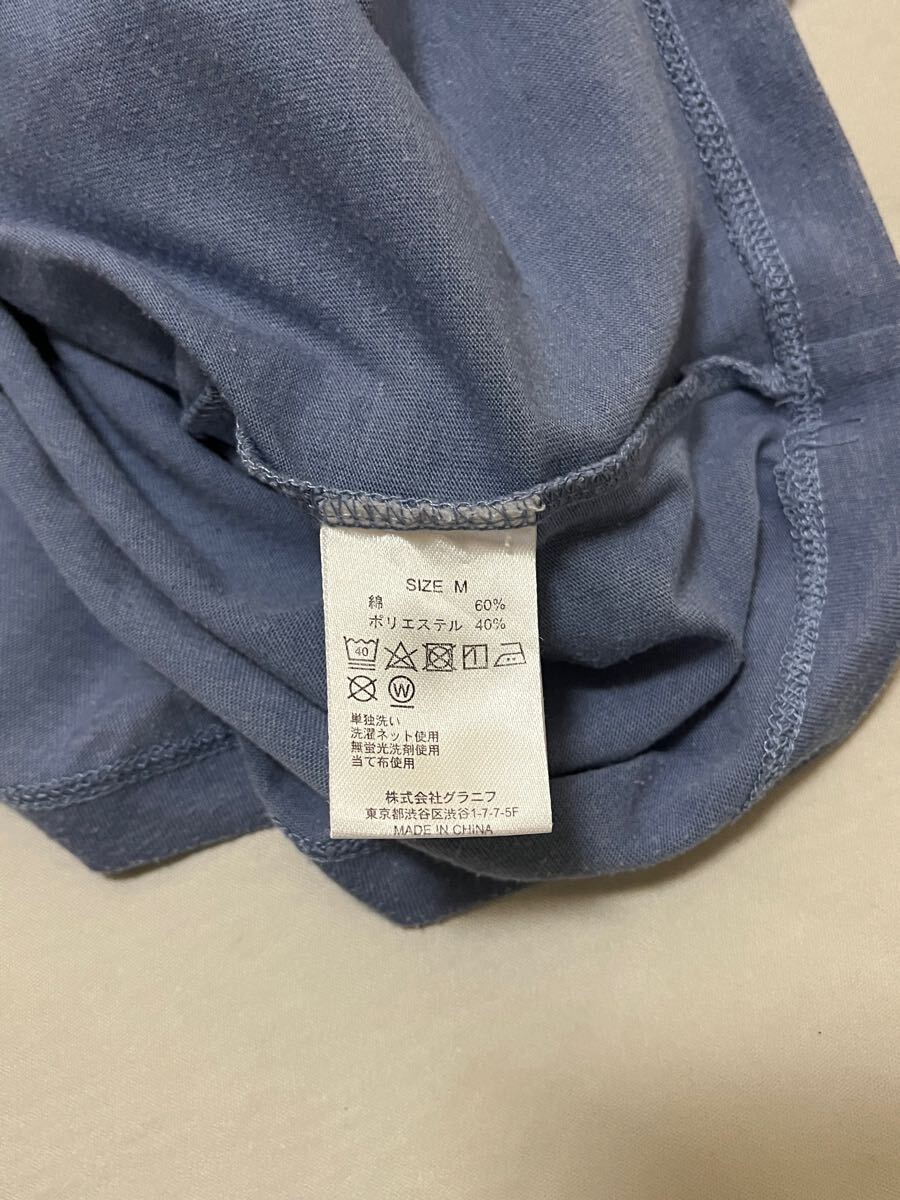 SIZE M
綿 60%
ポリエステル 40%
40
W
単独洗い
洗濯ネット使用
無蛍光洗剤使用
当て布使用
株式会社グラニフ
東京都渋谷区渋谷1-7-7-5F
MADE IN CHINA